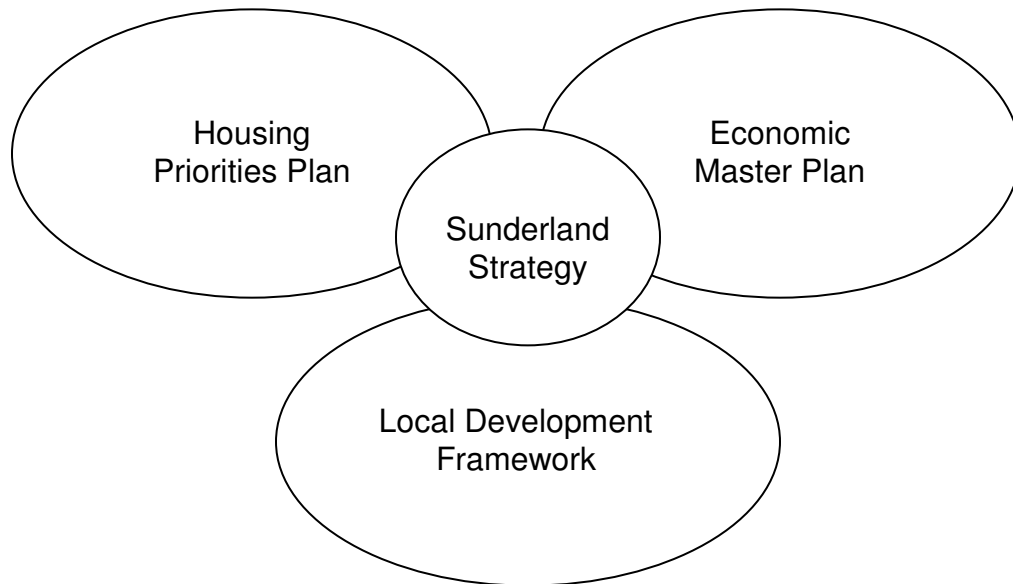 Housing
Priorities Plan
Economic
Master Plan
Sunderland
Strategy
Local Development
Framework